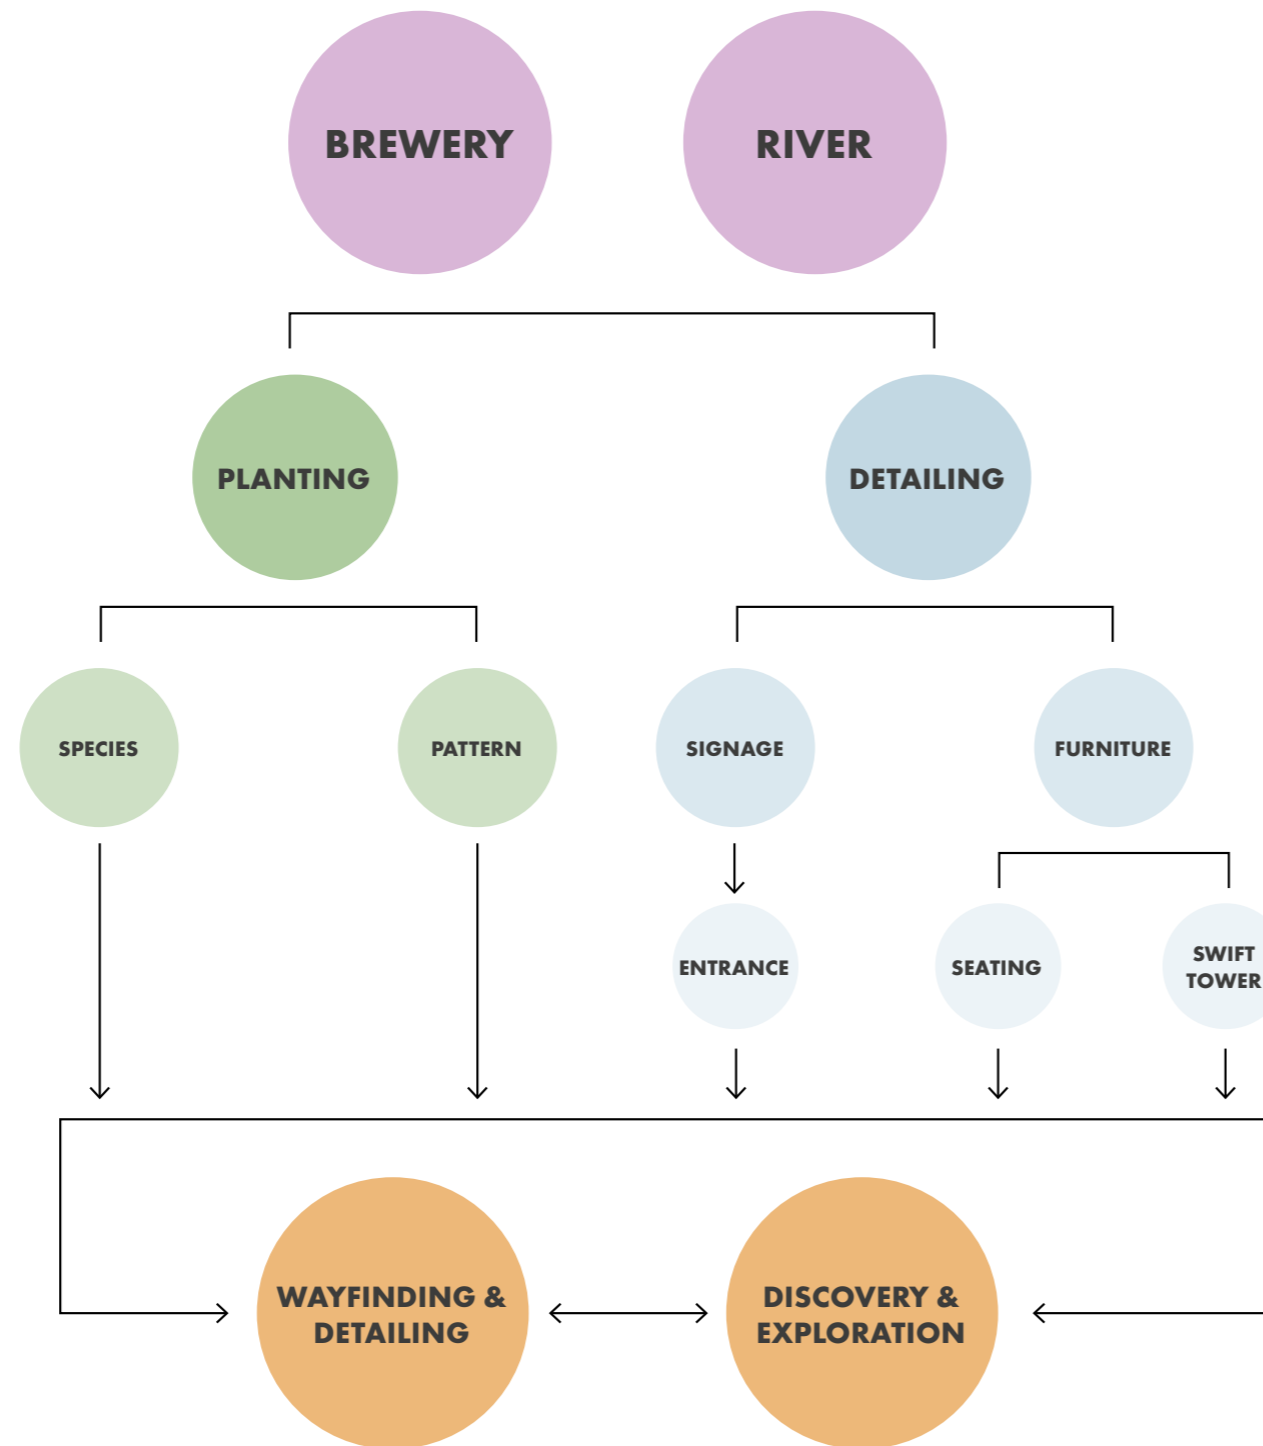 BREWERY
RIVER
PLANTING
DETAILING
SPECIES
PATTERN
SIGNAGE
FURNITURE
ENTRANCE
SEATING
SWIFT
TOWER
WAYFINDING &
DETAILING
DISCOVERY &
EXPLORATION